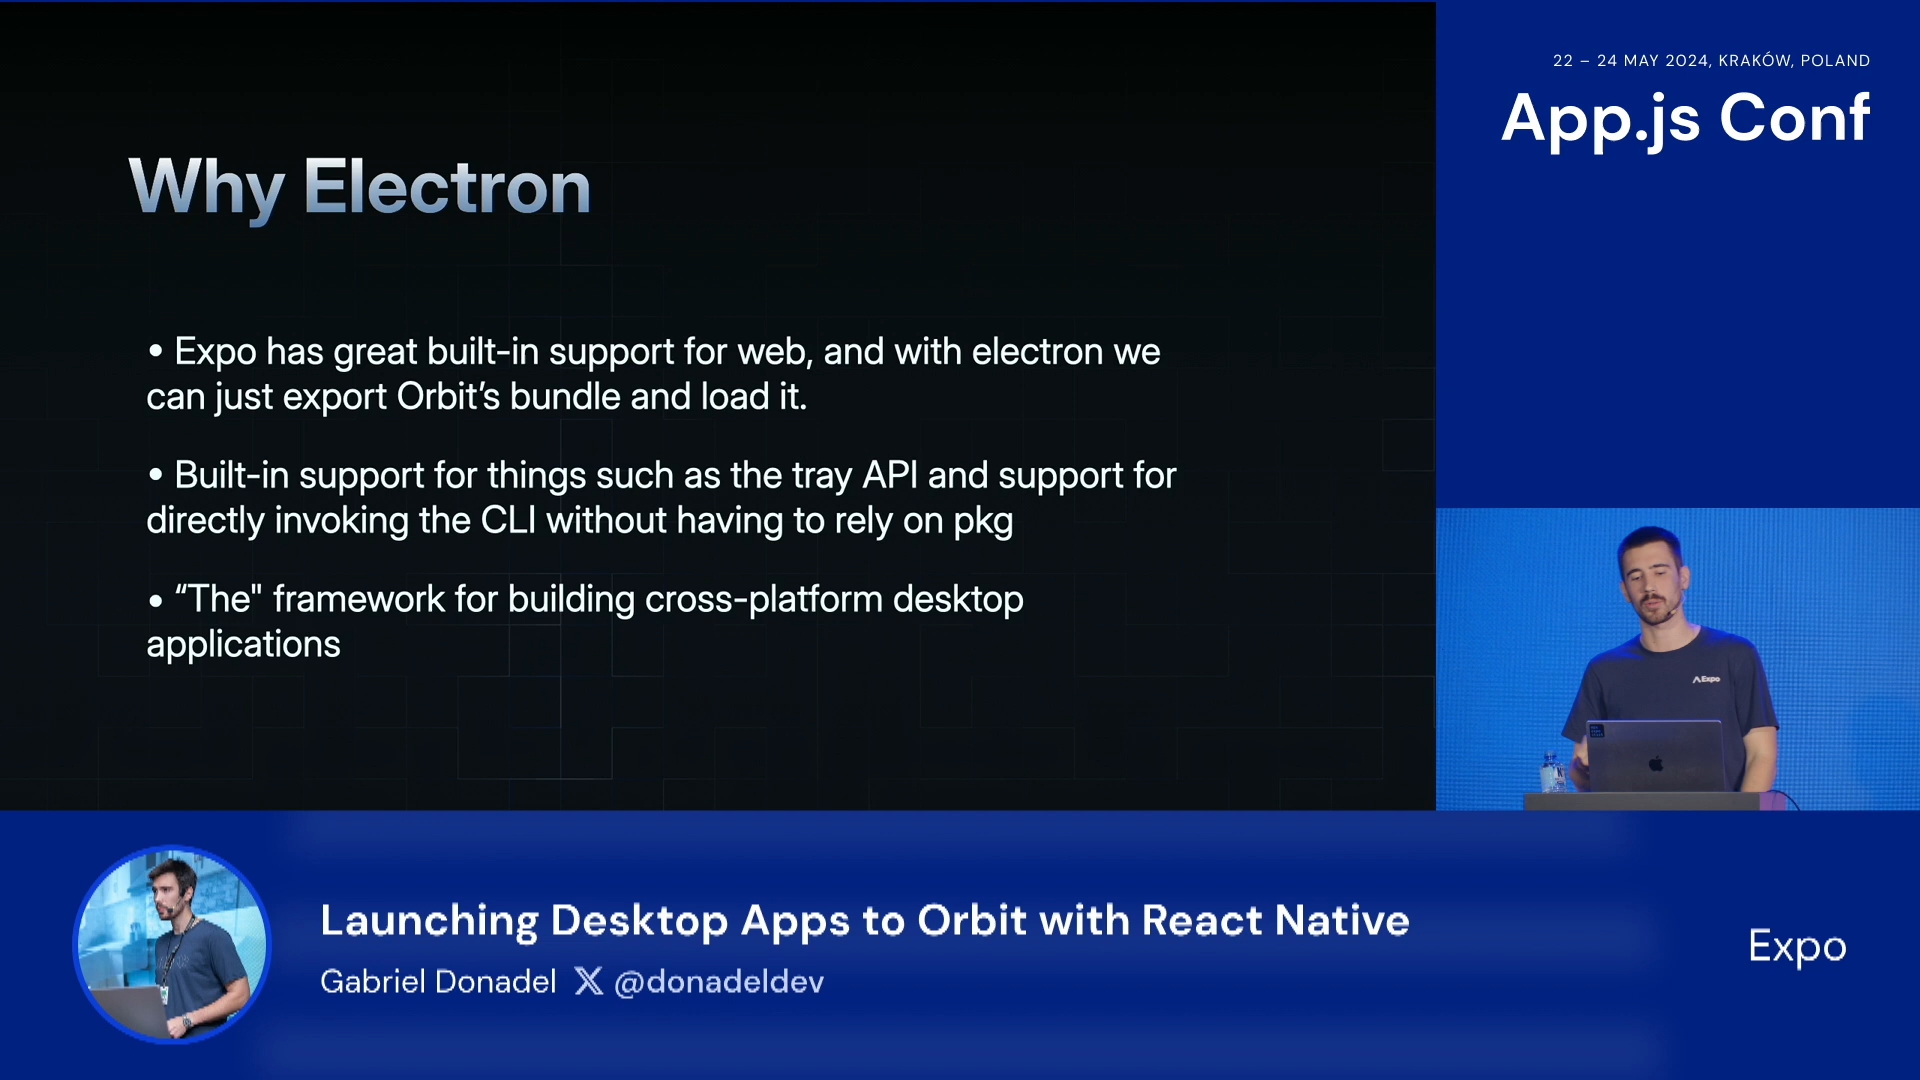 22 – 24 MAY 2024, KRAKÓW, POLAND
App.js Conf
Why Electron
• Expo has great built-in support for web, and with electron we
can just export Orbit’s bundle and load it.
• Built-in support for things such as the tray API and support for
directly invoking the CLI without having to rely on pkg
• “The" framework for building cross-platform desktop
applications
Expo
Launching Desktop Apps to Orbit with React Native
Gabriel Donadel X @donadeldev
Expo